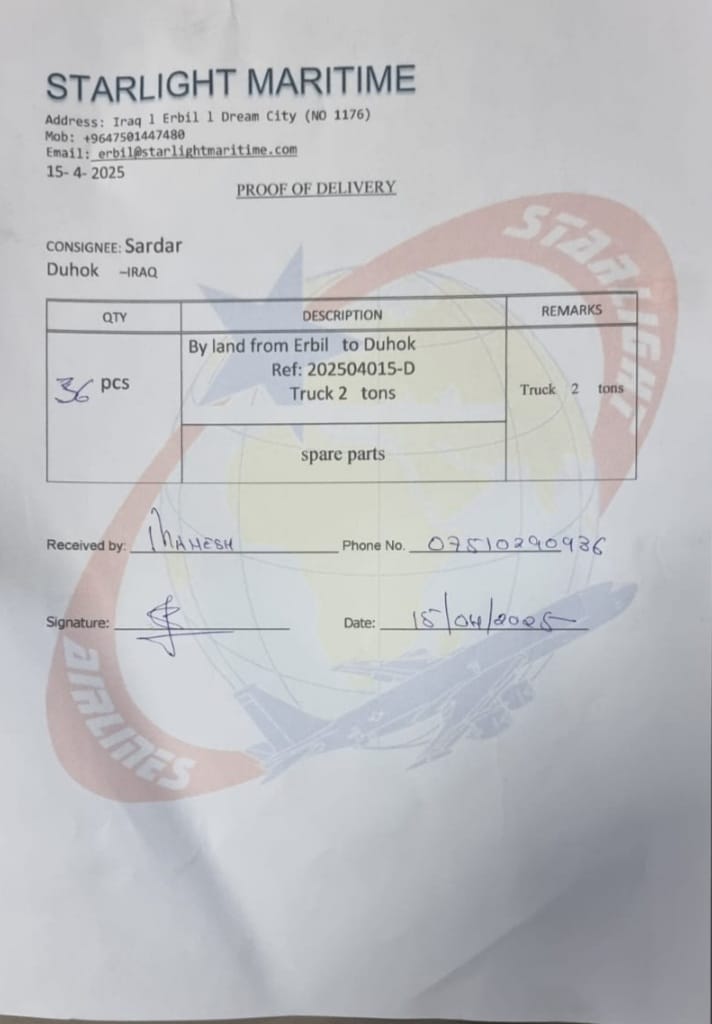 STARLIGHT MARITIME
Address: Iraq l Erbil l Dream City (NO 1176)
Mob: +9647501447480
Email: erbil@starlightmaritime.com
15- 4- 2025
PROOF OF DELIVERY
CONSIGNEE: Sardar
Duhok –IRAQ
QTY DESCRIPTION REMARKS
36 pcs
By land from Erbil to Duhok
Ref: 202504015-D
Truck 2 tons
Truck 2 tons
spare parts
Received by: MAHESH Phone No. 07510290936
Signature: Date: 15/04/2025
STAR LIGHT
AIRLINES